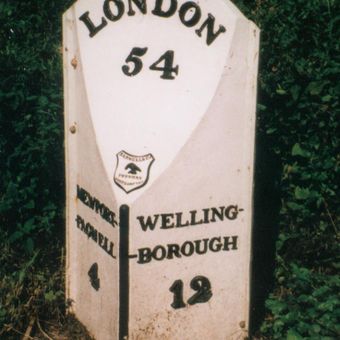 LONDON
54
NEWPORT-
PAGNELL
4
WELLING-
-BOROUGH
12